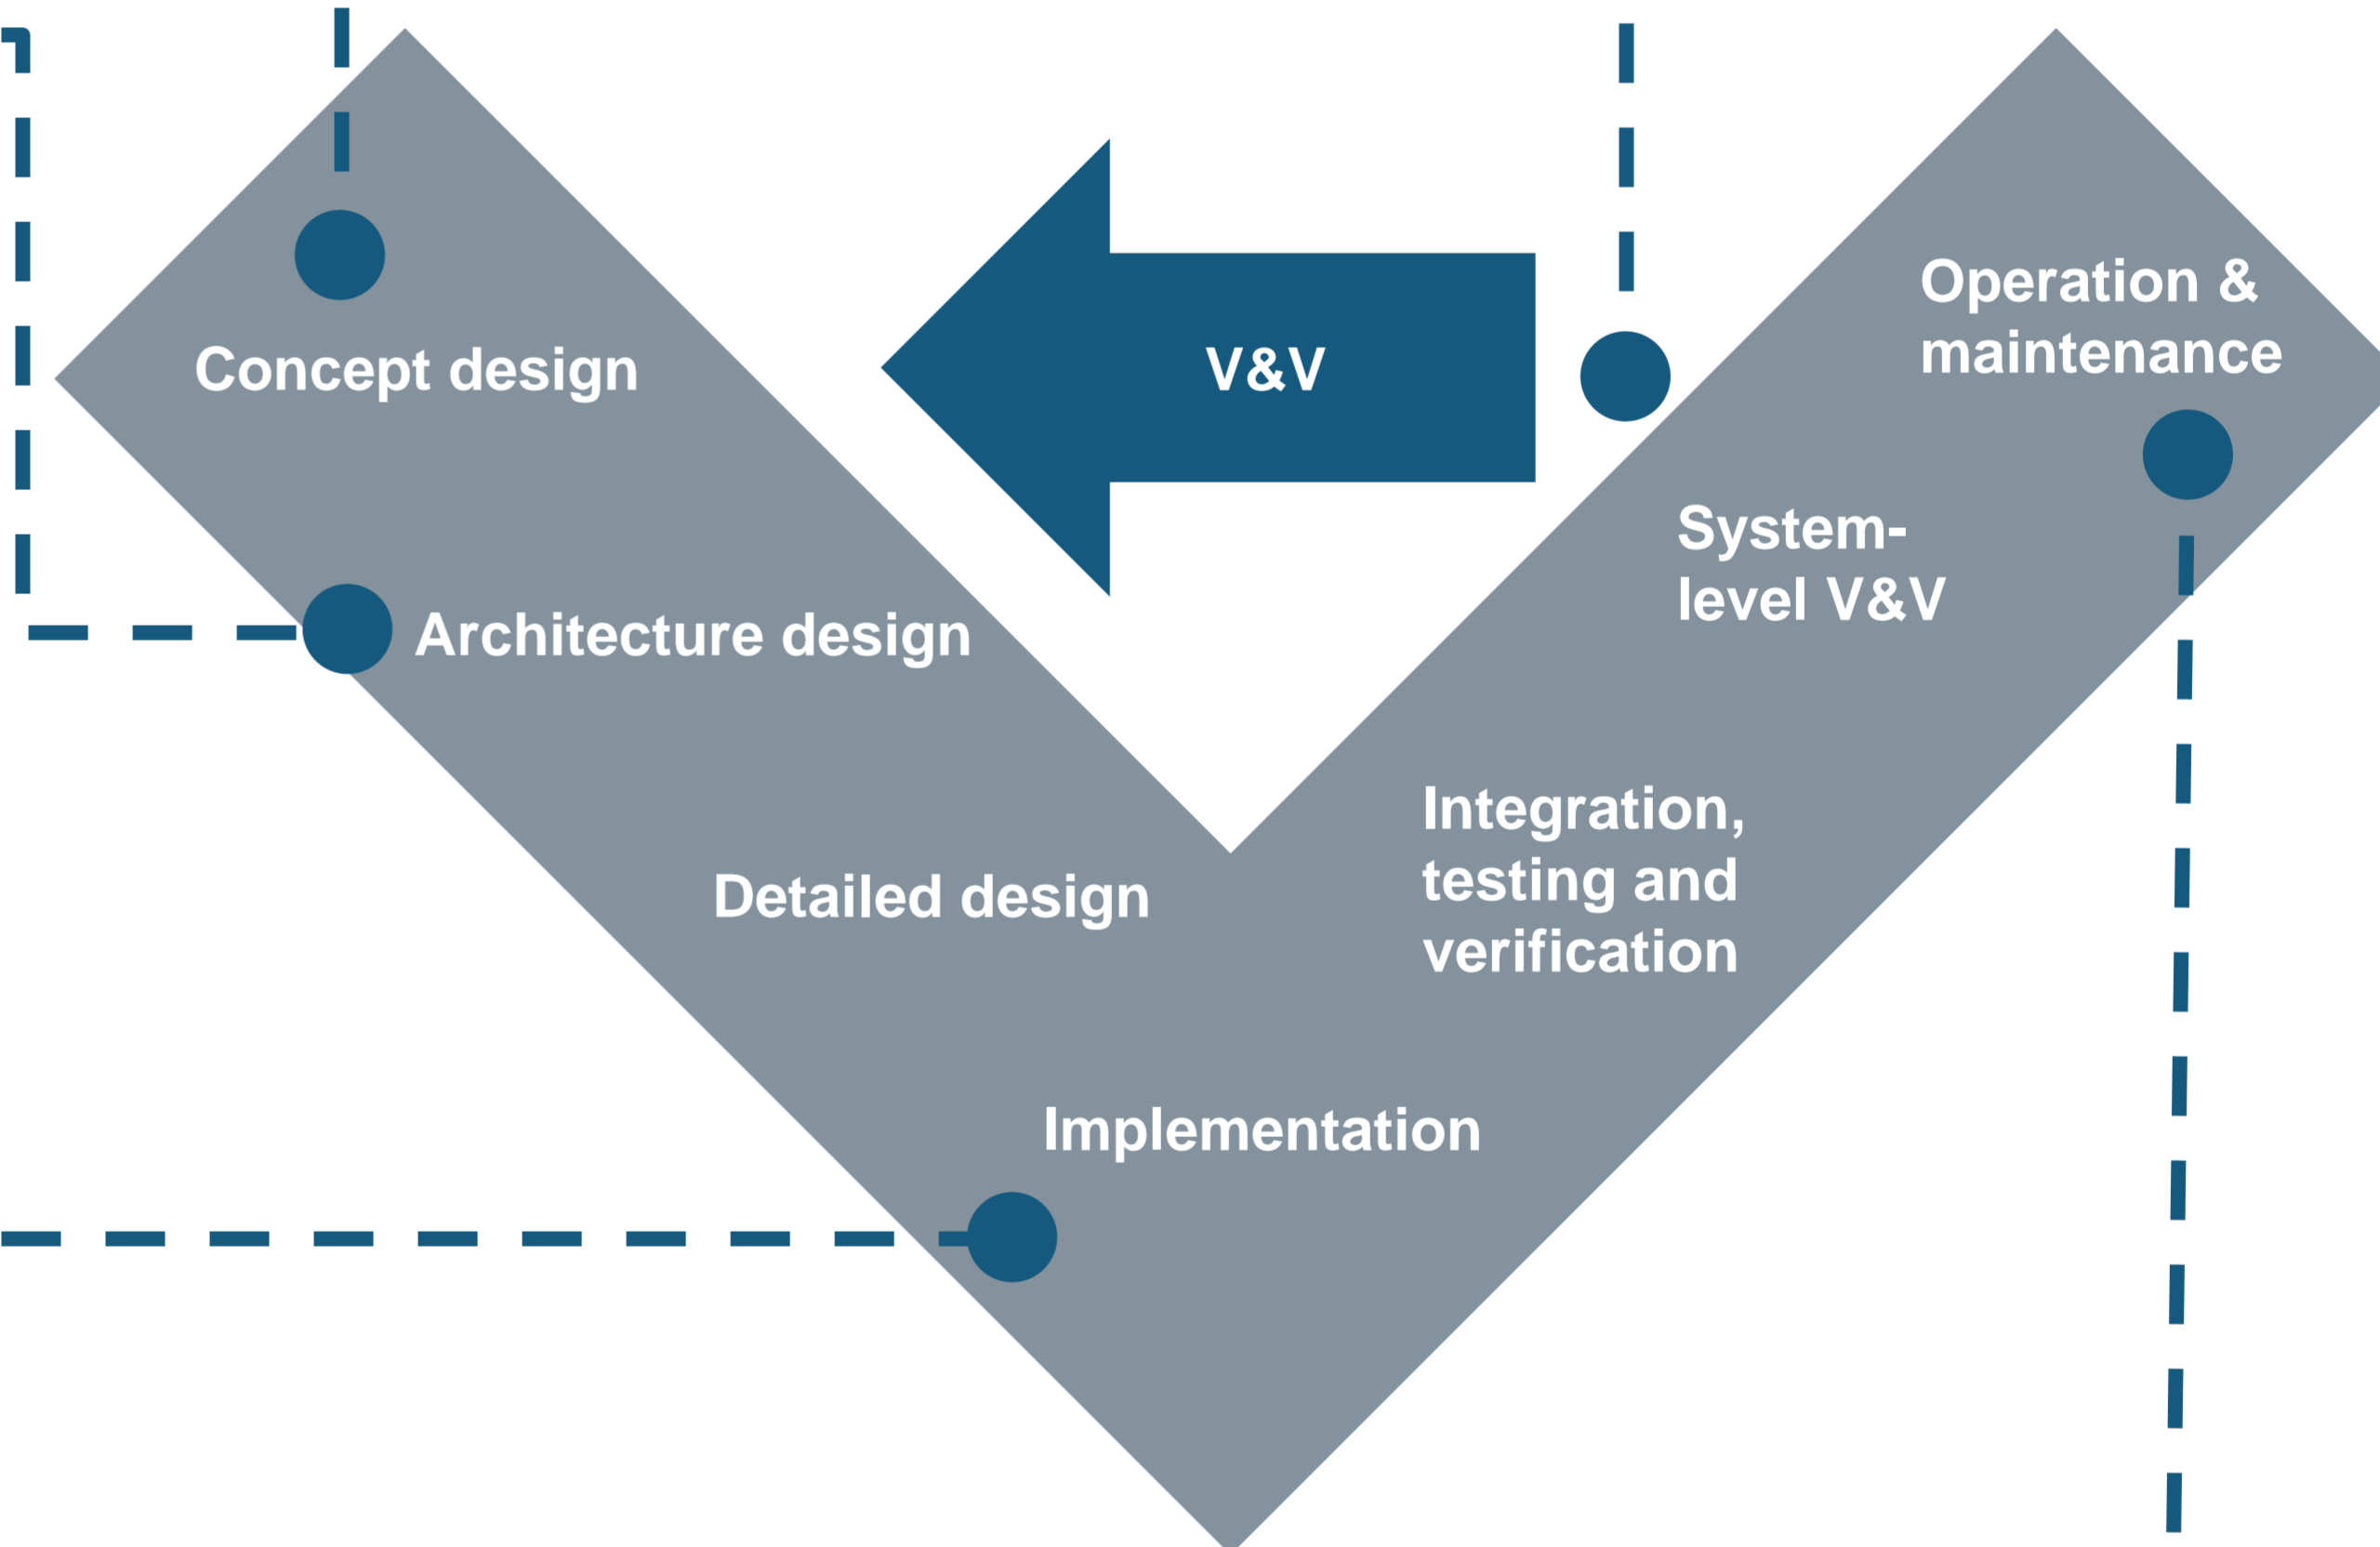 Concept design
V&V
Operation &
maintenance
System-
level V&V
Architecture design
Integration,
testing and
verification
Detailed design
Implementation